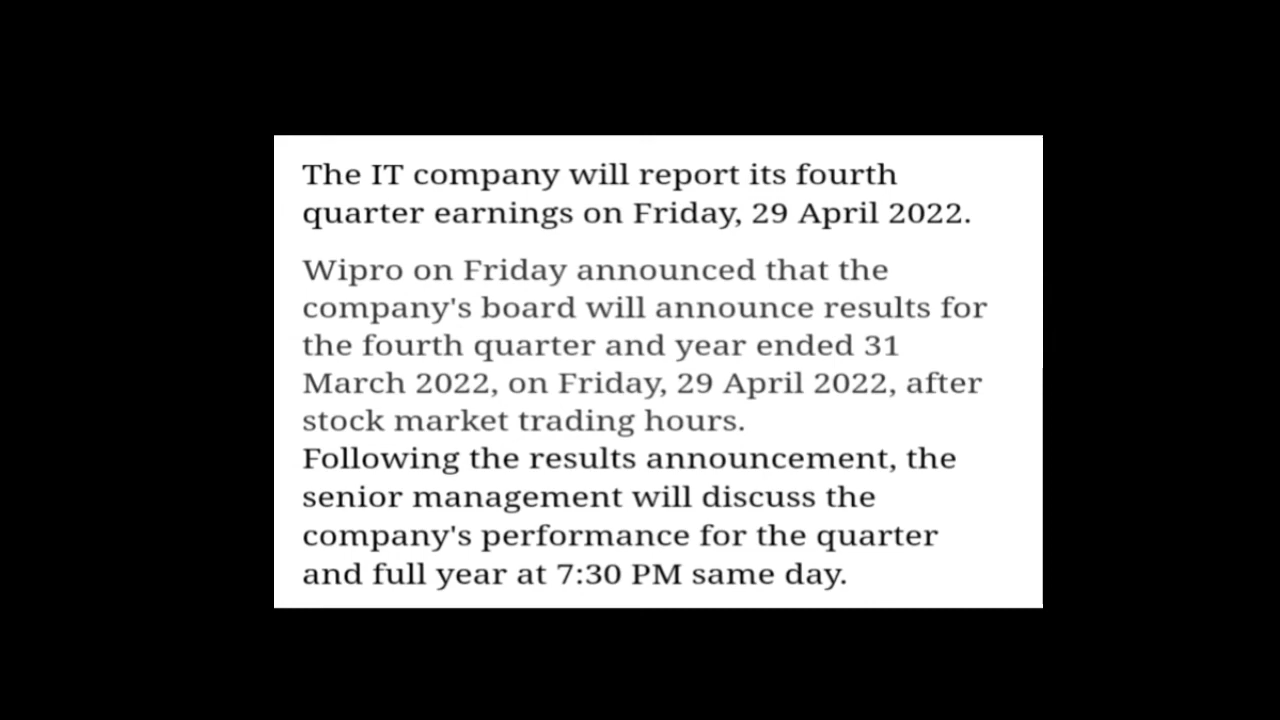 The IT company will report its fourth
quarter earnings on Friday, 29 April 2022.
Wipro on Friday announced that the
company's board will announce results for
the fourth quarter and year ended 31
March 2022, on Friday, 29 April 2022, after
stock market trading hours.
Following the results announcement, the
senior management will discuss the
company's performance for the quarter
and full year at 7:30 PM same day.